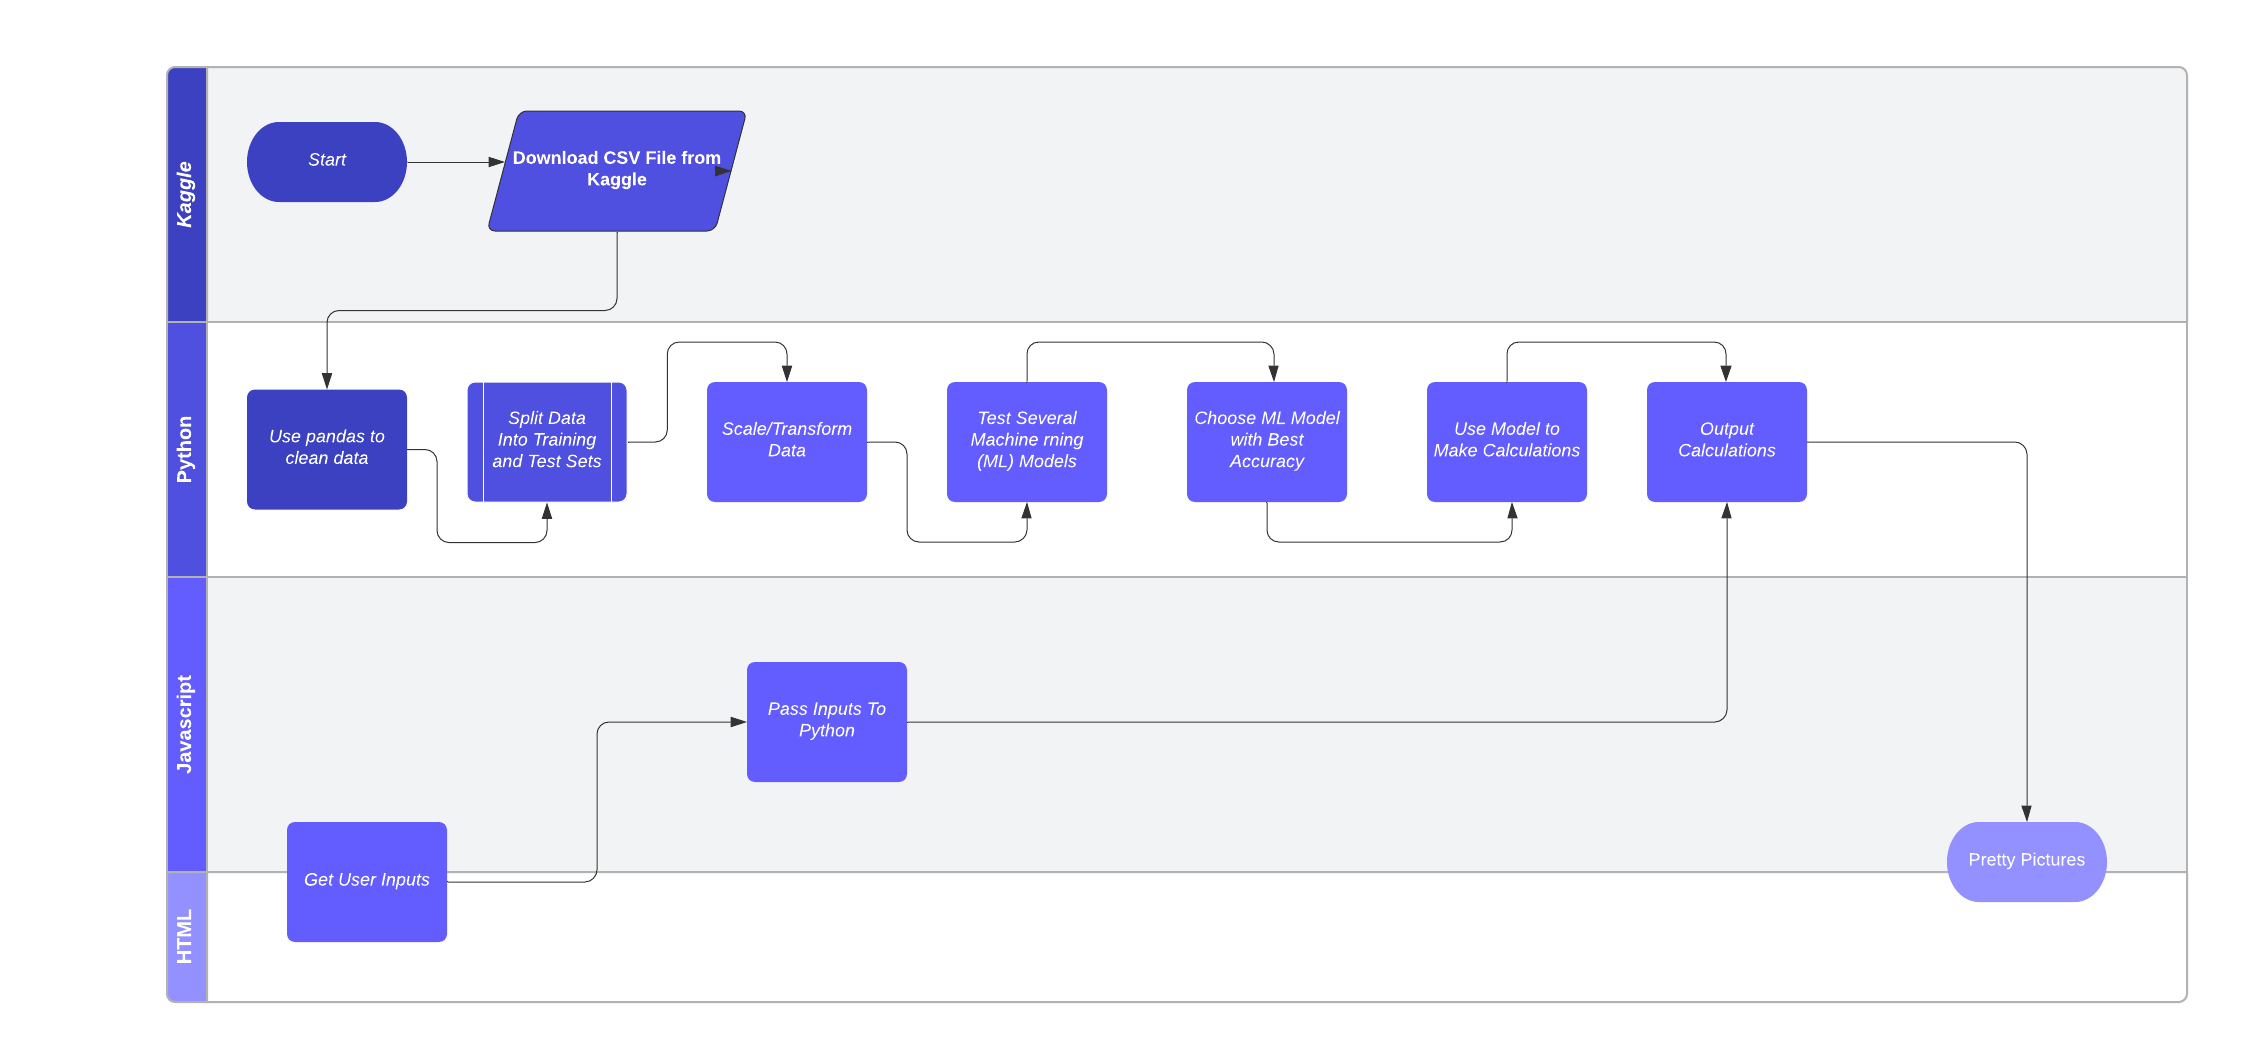 Kaggle
Start
Download CSV File from
Kaggle
Python
Use pandas to
clean data
Split Data
Into Training
and Test Sets
Scale/Transform
Data
Test Several
Machine rning
(ML) Models
Choose ML Model
with Best
Accuracy
Use Model to
Make Calculations
Output
Calculations
Javascript
Pass Inputs To
Python
Get User Inputs
Pretty Pictures
HTML